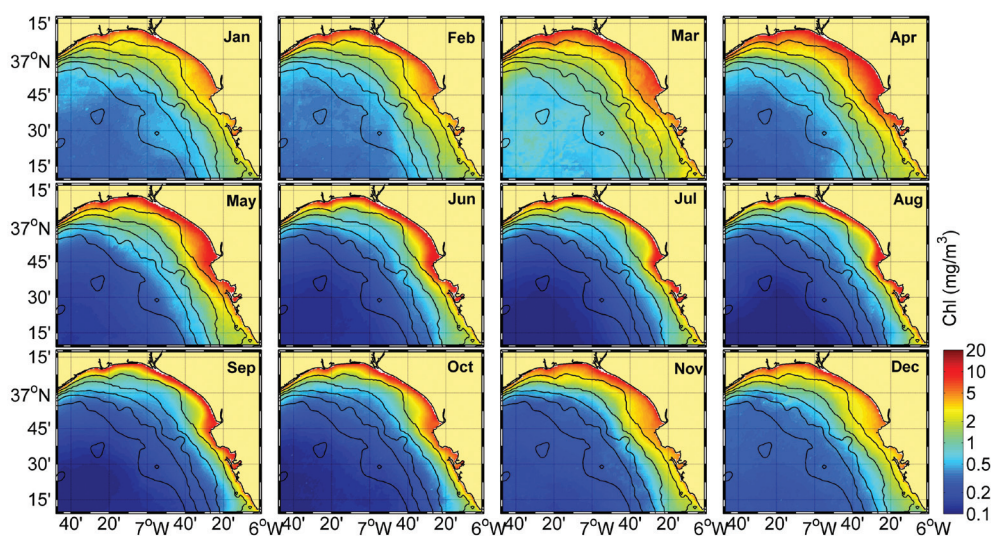 15' Jan Feb Mar Apr
37°N
45'
30'
15'
15' May Jun Jul Aug
37°N
45'
30'
15'
Chl (mg/m³)
15' Sep Oct Nov Dec
37°N
45'
30'
15'
20
10
5
2
1
0.5
0.2
0.1
40' 20' 7°W 40' 20' 6°W 40' 20' 7°W 40' 20' 6°W 40' 20' 7°W 40' 20' 6°W 40' 20' 7°W 40' 20' 6°W